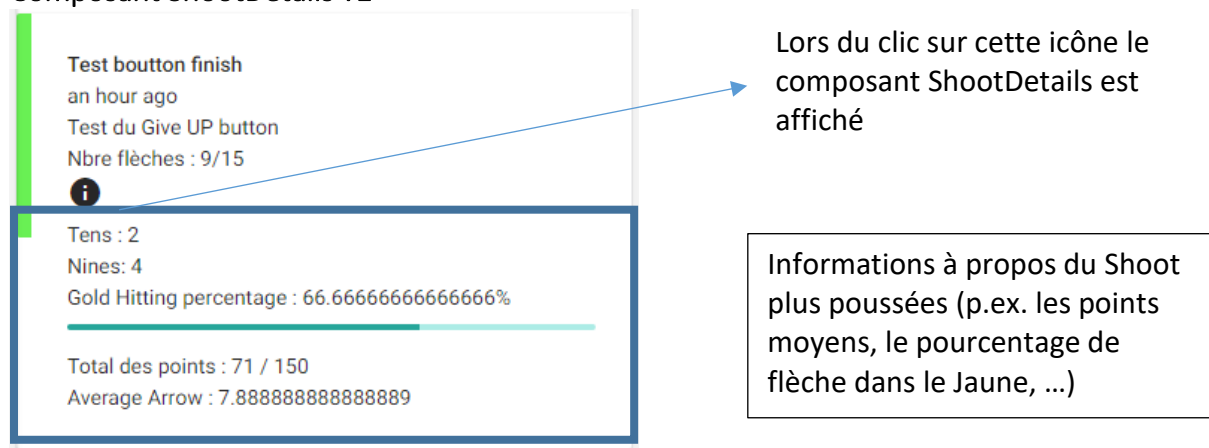 Composant ShootDetails V2
Test boutton finish
an hour ago
Test du Give UP button
Nbre flèches : 9/15
i
Tens : 2
Nines: 4
Gold Hitting percentage : 66.66666666666666%
Total des points : 71 / 150
Average Arrow : 7.888888888888889
Lors du clic sur cette icône le
composant ShootDetails est
affiché
Informations à propos du Shoot
plus poussées (p.ex. les points
moyens, le pourcentage de
flèche dans le Jaune, …)